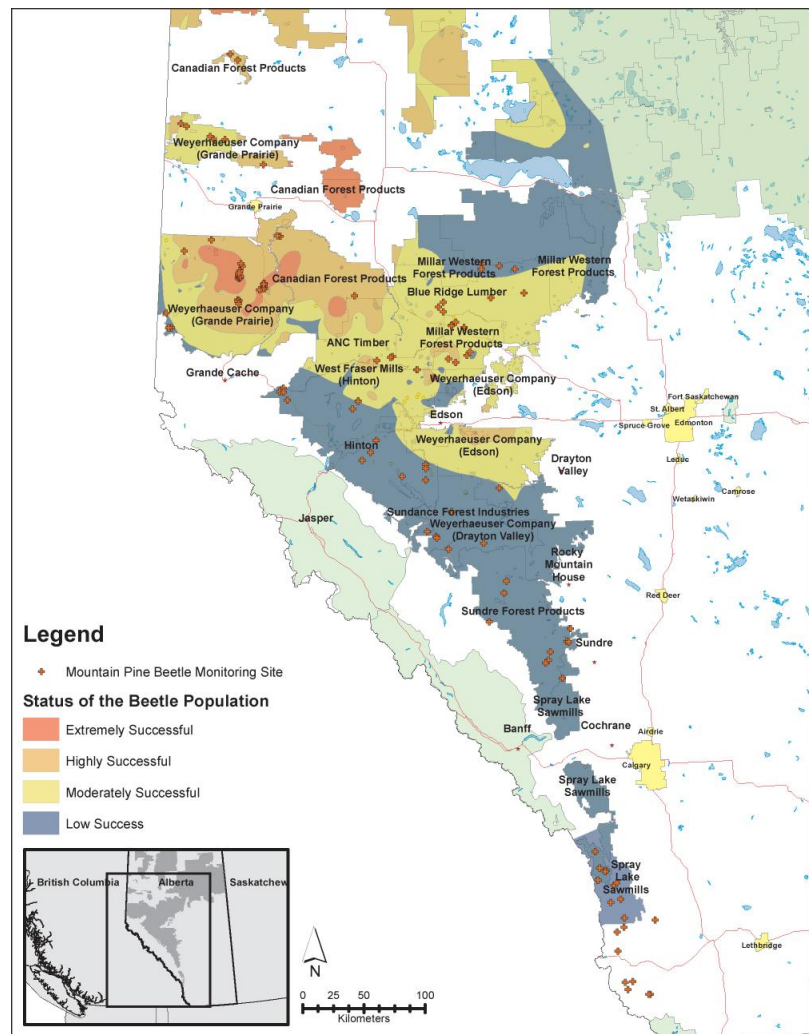 Canadian Forest Products
Weyerhaeuser Company
(Grande Prairie)
Canadian Forest Products
Grande Prairie
Millar Western
Forest Products
Millar Western
Forest Products
Canadian Forest Products
Blue Ridge Lumber
Weyerhaeuser Company
(Grande Prairie)
Millar Western
Forest Products
ANC Timber
Grande Cache
West Fraser Mills
(Hinton)
Weyerhaeuser Company
(Edson)
Fort Saskatchewan
St. Albert
Edmonton
Spruce Grove
Edson
Hinton
Weyerhaeuser Company
(Edson)
Drayton
Valley
Leduc
Wetaskiwin
Camrose
Jasper
Sundance Forest Industries
Weyerhaeuser Company
(Drayton Valley)
Rocky
Mountain
House
Red Deer
Sundre Forest Products
Sundre
Spray Lake
Sawmills
Banff
Cochrane
Airdrie
Calgary
Spray Lake
Sawmills
Spray
Lake
Sawmills
Lethbridge
Legend
Mountain Pine Beetle Monitoring Site
Status of the Beetle Population
Extremely Successful
Highly Successful
Moderately Successful
Low Success
British Columbia
Alberta
Saskatchew
N
0 25 50 100
Kilometers